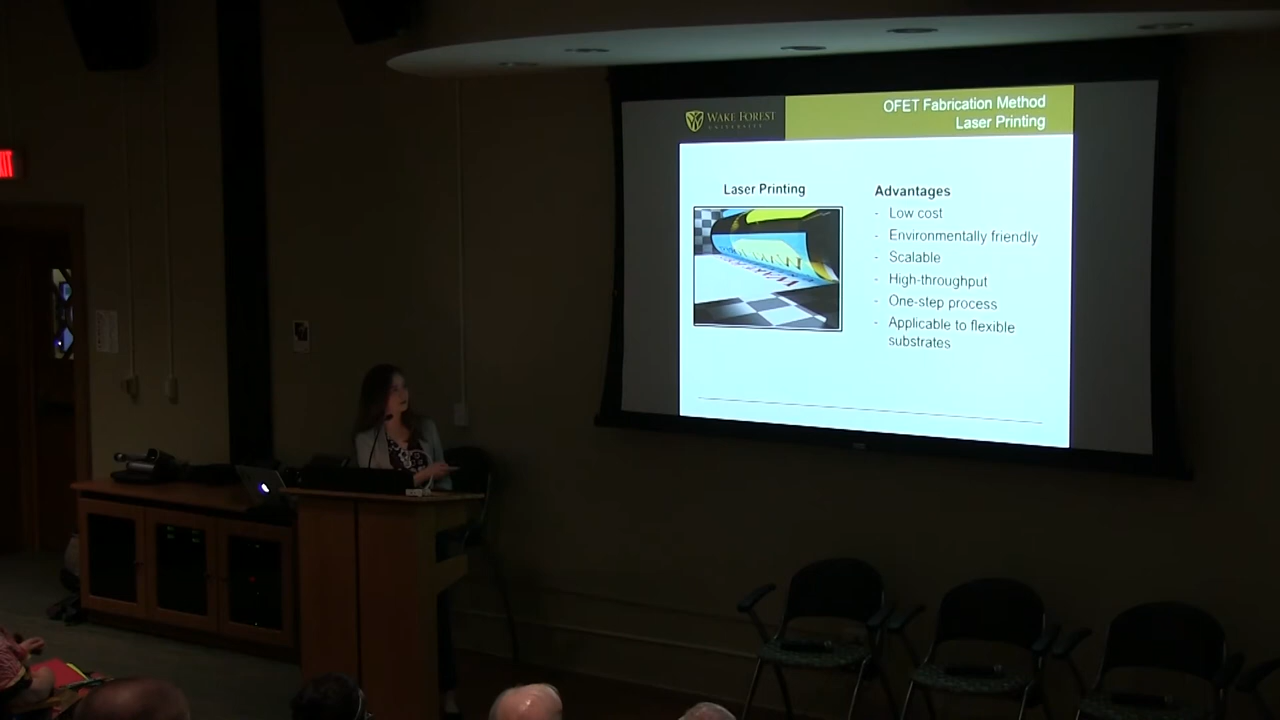 WAKE FOREST
UNIVERSITY
OFET Fabrication Method
Laser Printing
Laser Printing
Advantages
- Low cost
- Environmentally friendly
- Scalable
- High-throughput
- One-step process
- Applicable to flexible
substrates